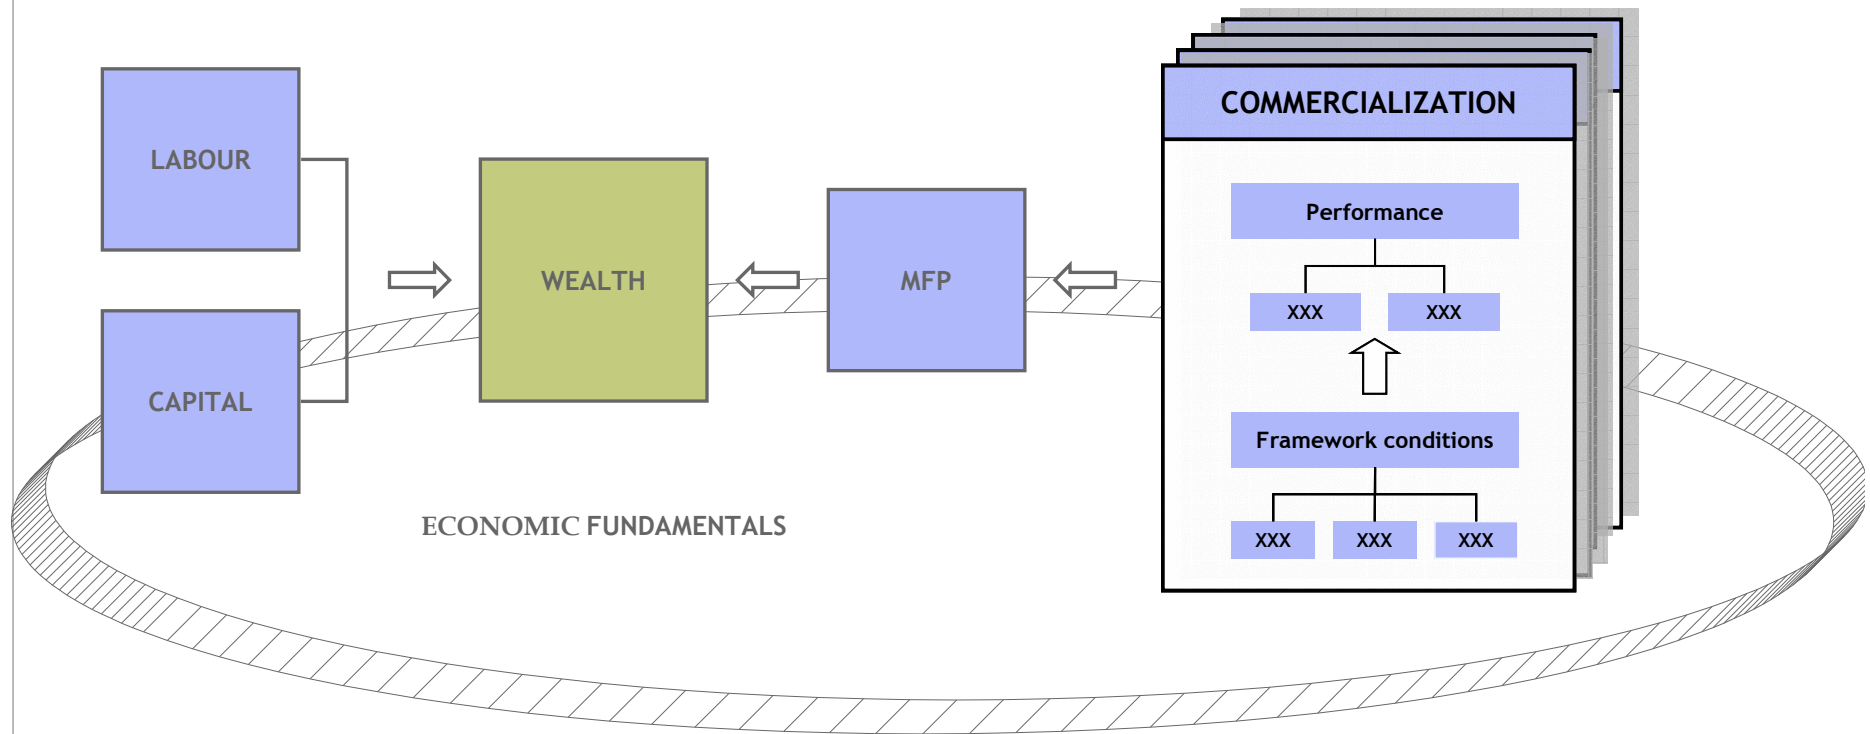 COMMERCIALIZATION
LABOUR
Performance
WEALTH
MFP
XXX XXX
CAPITAL
Framework conditions
ECONOMIC FUNDAMENTALS
XXX XXX XXX